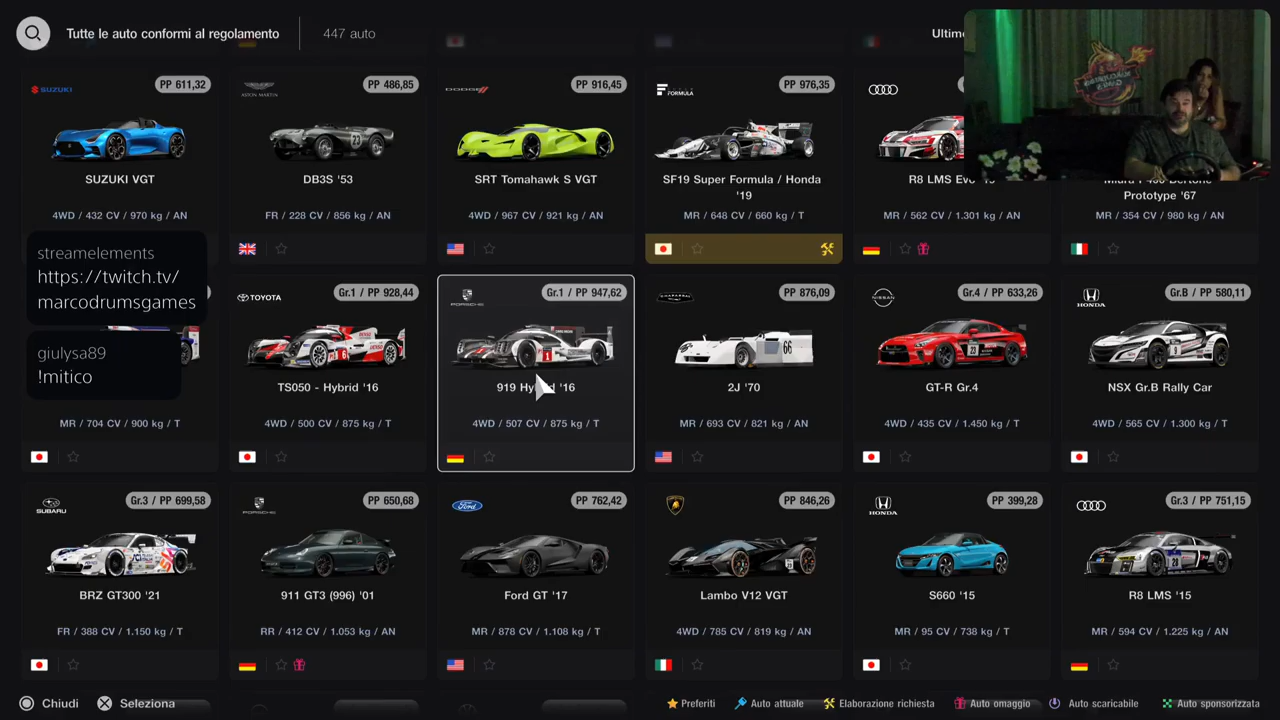 Tutte le auto conformi al regolamento
447 auto
SUZUKI
PP 611,32
SUZUKI VGT
4WD / 432 CV / 970 kg / AN
ASTON MARTIN
PP 486,85
DB3S '53
FR / 228 CV / 856 kg / AN
DODGE
PP 916,45
SRT Tomahawk S VGT
4WD / 967 CV / 921 kg / AN
FORMULA
PP 976,35
SF19 Super Formula / Honda
'19
MR / 648 CV / 660 kg / T
MR / 562 CV / 1.301 kg / AN
Prototype '67
MR / 354 CV / 980 kg / AN
streamelements
https://twitch.tv/
marcodrumsgames
giulysa89
!mitico
MR / 704 CV / 900 kg / T
TOYOTA
Gr.1 / PP 928,44
TS050 - Hybrid '16
4WD / 500 CV / 875 kg / T
PORSCHE
Gr.1 / PP 947,62
919 Hybrid '16
4WD / 507 CV / 875 kg / T
PP 876,09
2J '70
MR / 693 CV / 821 kg / AN
NISSAN
Gr.4 / PP 633,26
GT-R Gr.4
4WD / 435 CV / 1.450 kg / T
HONDA
Gr.B / PP 580,11
NSX Gr.B Rally Car
4WD / 565 CV / 1.300 kg / T
SUBARU
Gr.3 / PP 699,58
BRZ GT300 '21
FR / 388 CV / 1.150 kg / T
PORSCHE
PP 650,68
911 GT3 (996) '01
RR / 412 CV / 1.053 kg / AN
Ford
PP 762,42
Ford GT '17
MR / 878 CV / 1.108 kg / T
PP 846,26
Lambo V12 VGT
4WD / 785 CV / 819 kg / AN
HONDA
PP 399,28
S660 '15
MR / 95 CV / 738 kg / T
Gr.3 / PP 751,15
R8 LMS '15
MR / 594 CV / 1.225 kg / AN
Chiudi
Seleziona
Preferiti
Auto attuale
Elaborazione richiesta
Auto omaggio
Auto scaricabile
Auto sponsorizzata